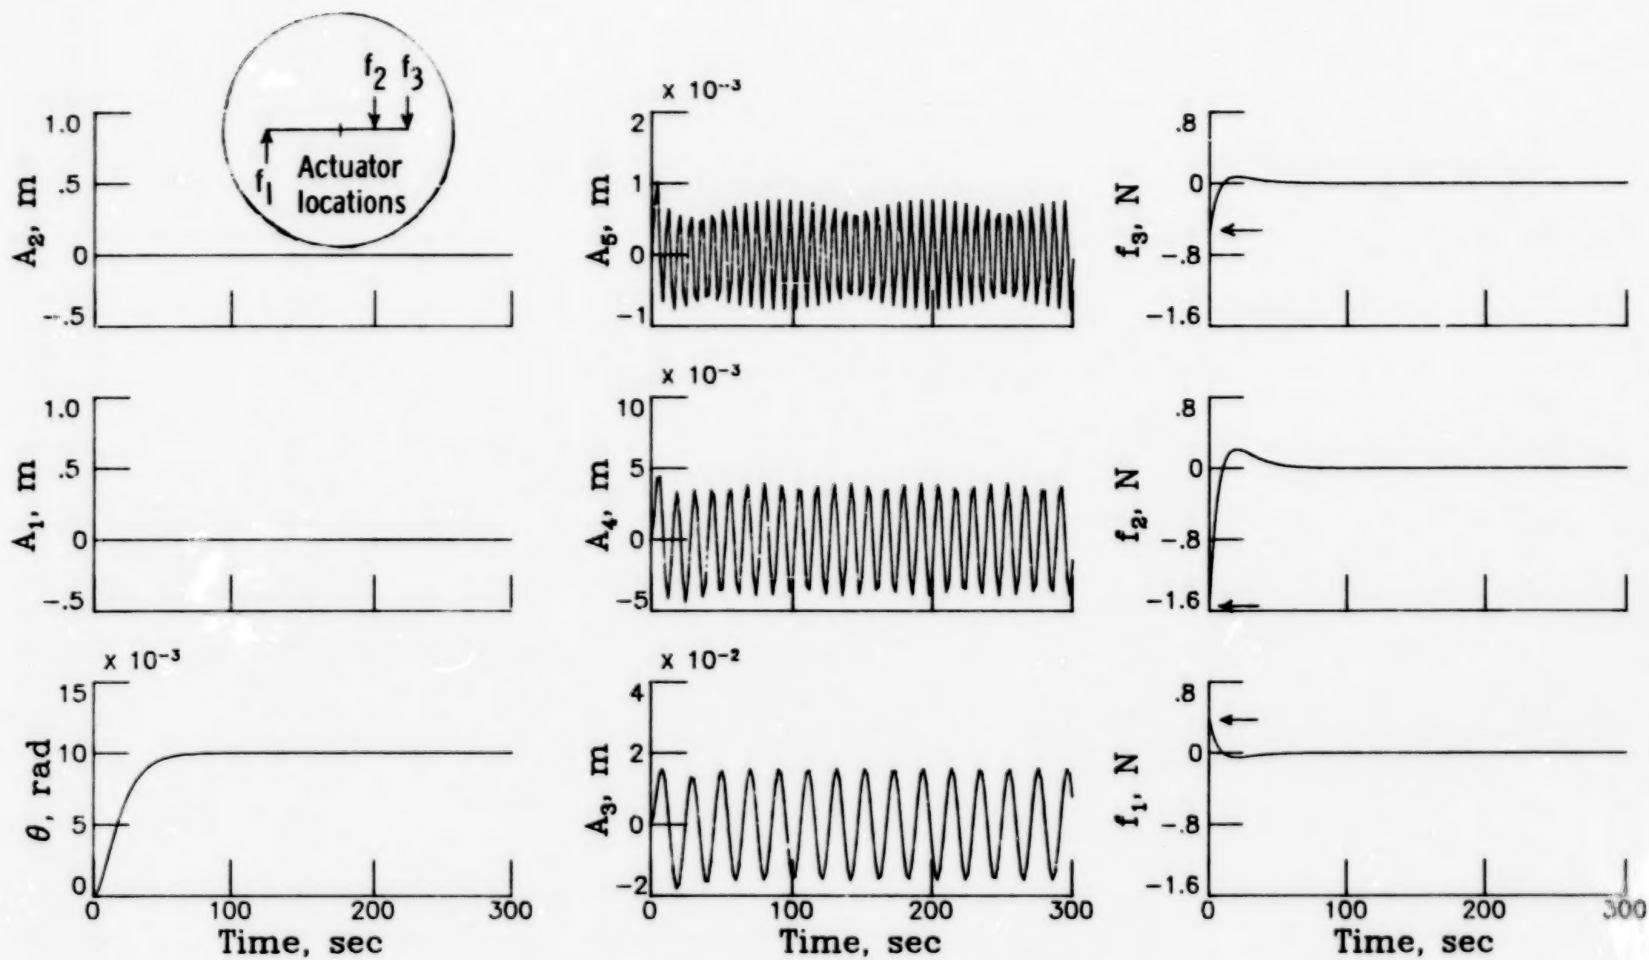 f2 f3
f1
Actuator
locations
1.0
.5
0
-.5
A2, m
1.0
.5
0
-.5
A1, m
x 10-3
15
10
5
0
θ, rad
0 100 200 300
Time, sec
x 10-3
2
1
0
-1
A5, m
x 10-3
10
5
0
-5
A4, m
x 10-2
4
2
0
-2
A3, m
0 100 200 300
Time, sec
.8
0
-.8
-1.6
f3, N
.8
0
-.8
-1.6
f2, N
.8
0
-.8
-1.6
f1, N
0 100 200 300
Time, sec